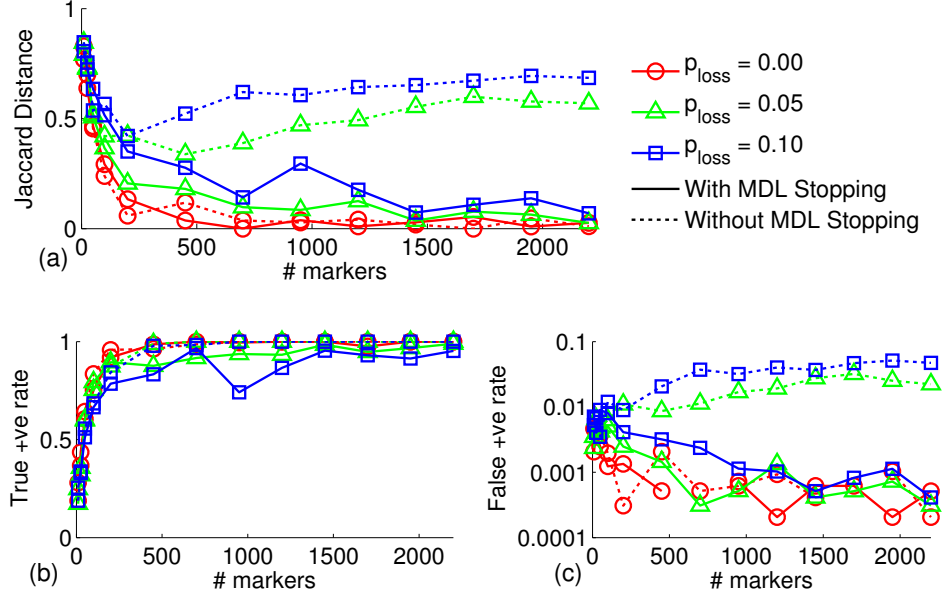 1
0.5
0
Jaccard Distance
0 500 1000 1500 2000
# markers
(a)
p_loss = 0.00
p_loss = 0.05
p_loss = 0.10
With MDL Stopping
Without MDL Stopping
1
0.5
0
True +ve rate
0 500 1000 1500 2000
# markers
(b)
0.1
0.01
0.001
0.0001
False +ve rate
0 500 1000 1500 2000
# markers
(c)